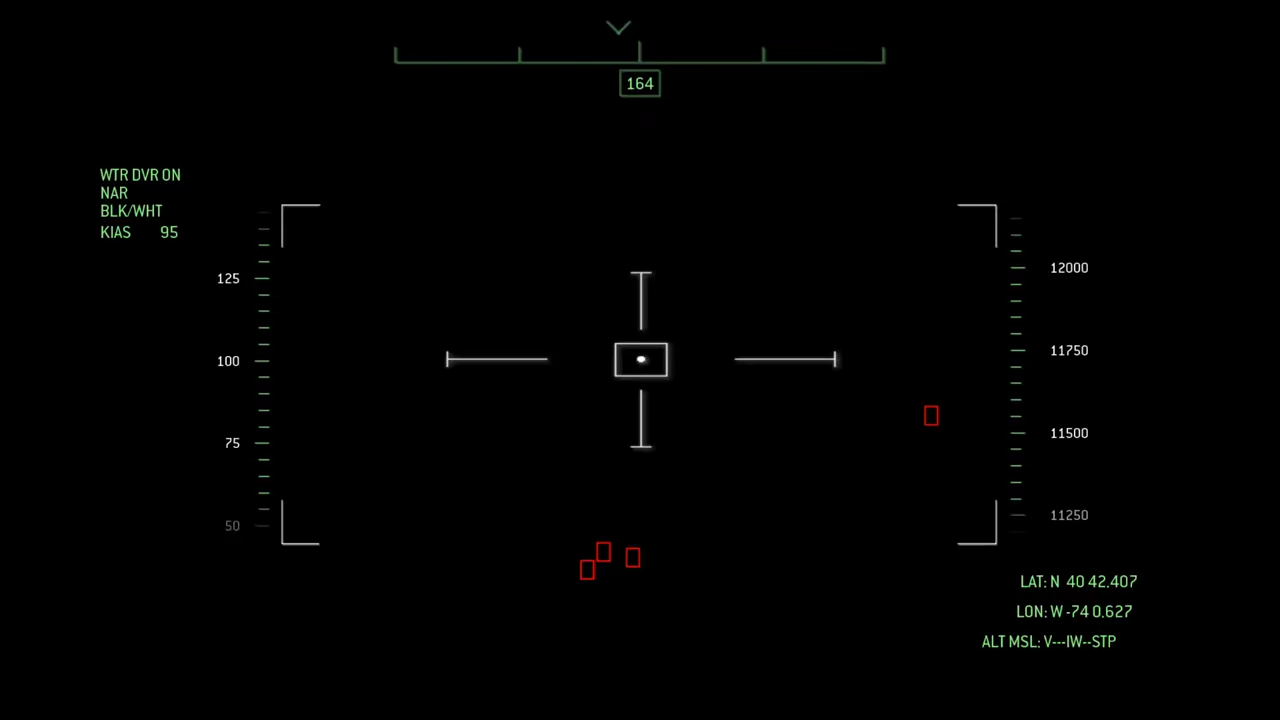 164
WTR DVR ON
NAR
BLK/WHT
KIAS 95
125
100
75
50
12000
11750
11500
11250
LAT: N 40 42.407
LON: W -74 0.627
ALT MSL: V---IW--STP